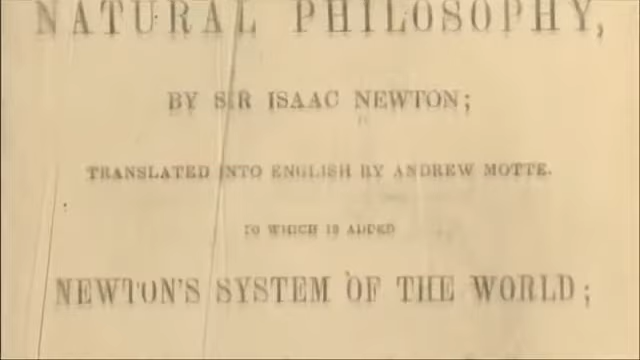 NATURAL PHILOSOPHY,
BY SIR ISAAC NEWTON;
TRANSLATED INTO ENGLISH BY ANDREW MOTTE.
TO WHICH IS ADDED
NEWTON'S SYSTEM OF THE WORLD;